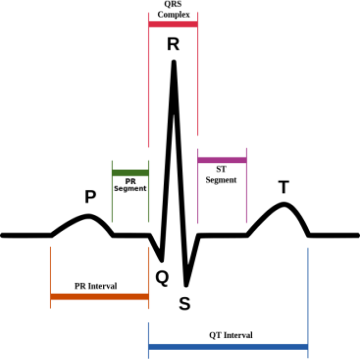 QRS
Complex
R
PR
Segment
ST
Segment
P
T
Q
S
PR Interval
QT Interval